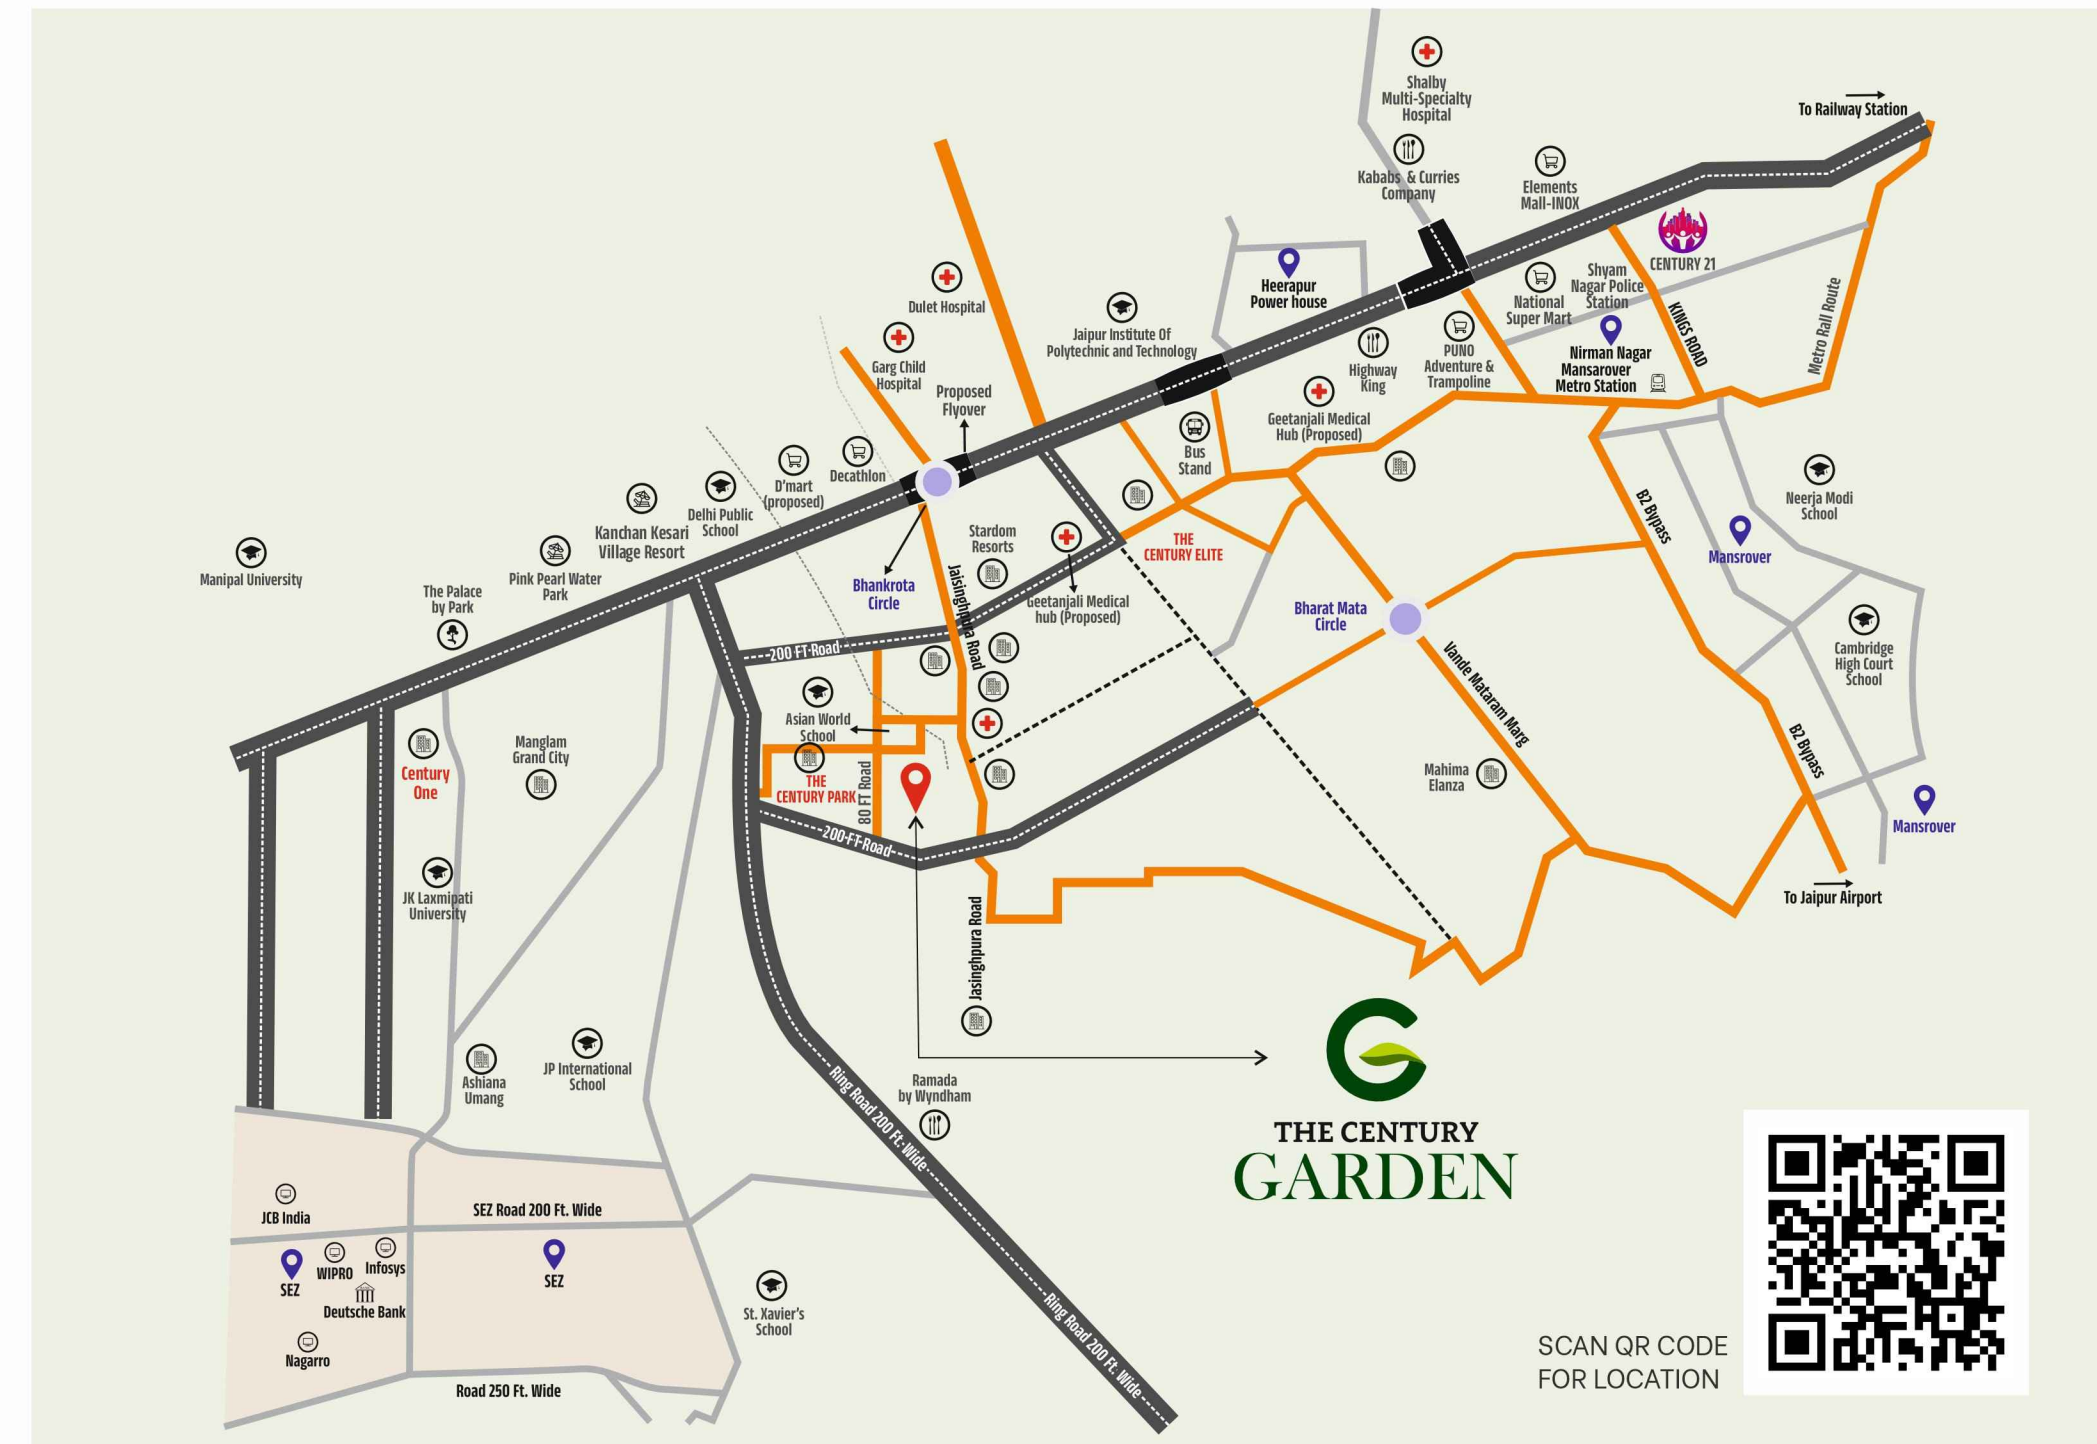 Shalby
Multi-Specialty
Hospital
To Railway Station
Kababs & Curries
Company
Elements
Mall-INOX
CENTURY 21
Heerapur
Power house
Shyam
Nagar Police
Station
National
Super Mart
KINGS ROAD
Metro Rall Route
Nirman Nagar
Mansarover
Metro Station
Dulet Hospital
Garg Child
Hospital
Proposed
Flyover
Jaipur Institute Of
Polytechnic and Technology
Highway
King
PUNO
Adventure &
Trampoline
Geetanjali Medical
Hub (Proposed)
Bus
Stand
Decathlon
D'mart
(proposed)
Delhi Public
School
Kanchan Kesari
Village Resort
Pink Pearl Water
Park
The Palace
by Park
Manipal University
Stardom
Resorts
Bhankrota
Circle
Jaisinghpura Road
Geetanjali Medical
hub (Proposed)
THE
CENTURY ELITE
Bharat Mata
Circle
B2 Bypass
Neerja Modi
School
Mansrover
Cambridge
High Court
School
Vande Mataram Marg
B2 Bypass
Mahima
Elanza
Mansrover
To Jaipur Airport
200 FT Road
Asian World
School
THE
CENTURY PARK
80 FT Road
200 FT Road
Century
One
Manglam
Grand City
JK Laxmipati
University
Jasinghpura Road
Ashiana
Umang
JP International
School
Ramada
by Wyndham
Ring Road 200 Ft. Wide
Ring Road 200 Ft. Wide
THE CENTURY
GARDEN
JCB India
SEZ Road 200 Ft. Wide
SEZ
WIPRO
Infosys
Deutsche Bank
Nagarro
SEZ
St. Xavier's
School
Road 250 Ft. Wide
SCAN QR CODE
FOR LOCATION